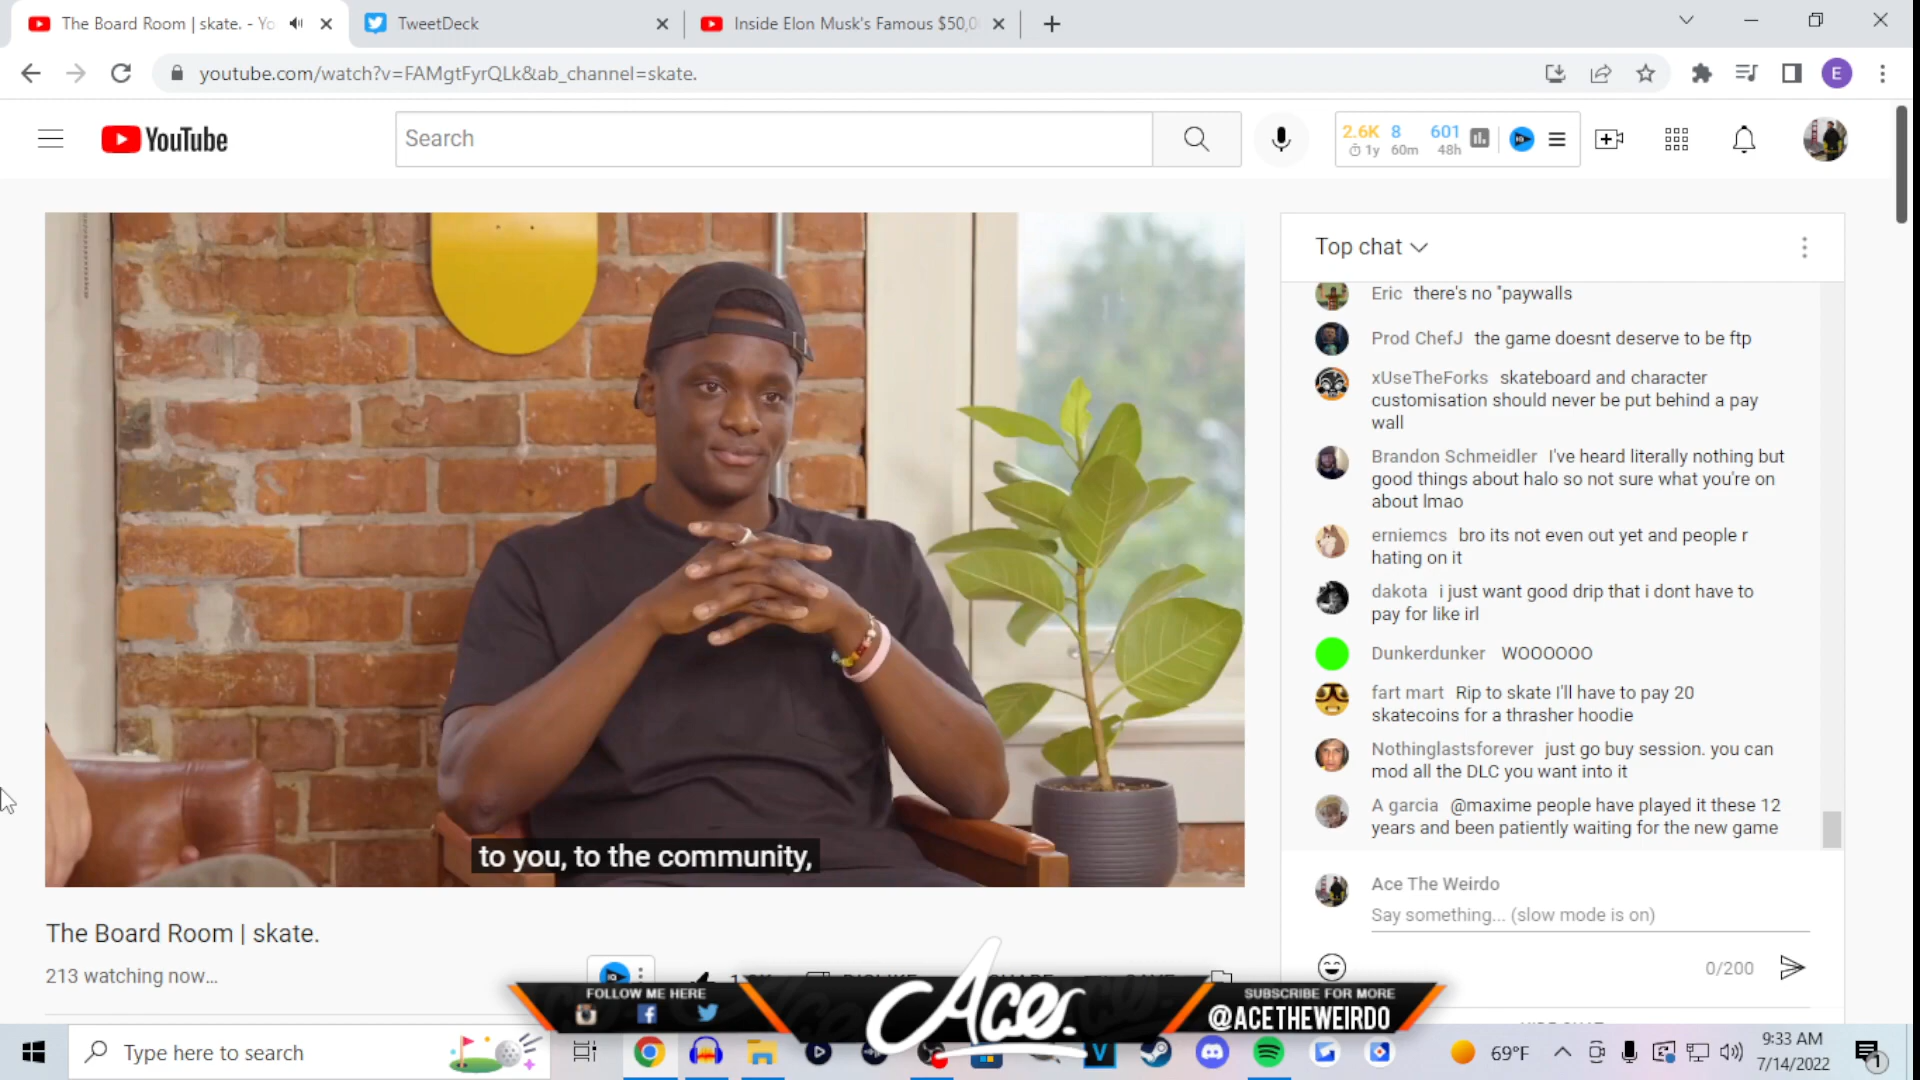 The Board Room | skate. - Yo
TweetDeck
Inside Elon Musk's Famous $50,0
youtube.com/watch?v=FAMgtFyrQLk&ab_channel=skate.
E
YouTube
Search
2.6K 8 601
1y 60m 48h
Top chat
Eric there's no "paywalls
Prod ChefJ the game doesnt deserve to be ftp
xUseTheForks skateboard and character
customisation should never be put behind a pay
wall
Brandon Schmeidler I've heard literally nothing but
good things about halo so not sure what you're on
about lmao
erniemcs bro its not even out yet and people r
hating on it
dakota i just want good drip that i dont have to
pay for like irl
Dunkerdunker WOOOOOO
fart mart Rip to skate I'll have to pay 20
skatecoins for a thrasher hoodie
Nothinglastsforever just go buy session. you can
mod all the DLC you want into it
A garcia @maxime people have played it these 12
years and been patiently waiting for the new game
to you, to the community,
Ace The Weirdo
Say something... (slow mode is on)
0/200
The Board Room | skate.
213 watching now...
FOLLOW ME HERE
Ace.
SUBSCRIBE FOR MORE
@ACETHEWEIRDO
Type here to search
69°F
9:33 AM
7/14/2022
1